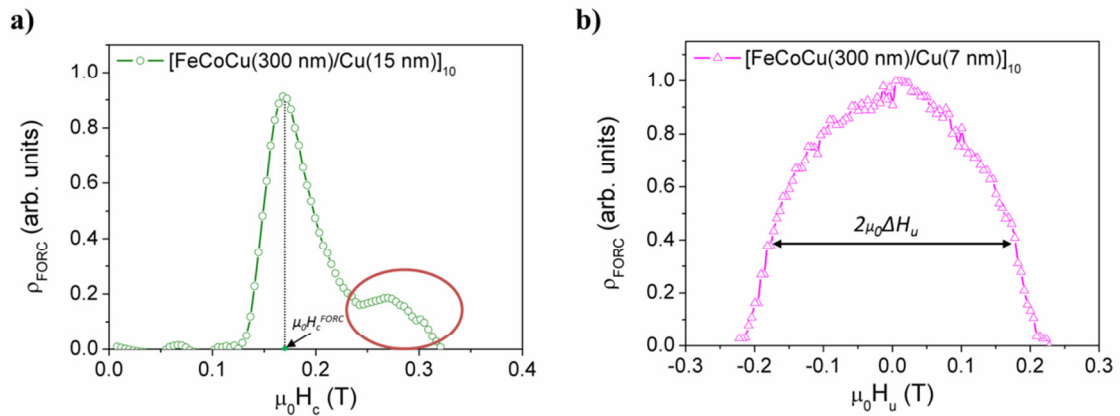 a)
[FeCoCu(300 nm)/Cu(15 nm)]10
ρFORC (arb. units)
1.0
0.8
0.6
0.4
0.2
0.0
μ0HcFORC
0.0 0.1 0.2 0.3 0.4
μ0Hc (T)
b)
[FeCoCu(300 nm)/Cu(7 nm)]10
ρFORC (arb. units)
1.0
0.8
0.6
0.4
0.2
0.0
2μ0ΔHu
-0.3 -0.2 -0.1 0.0 0.1 0.2 0.3
μ0Hu (T)